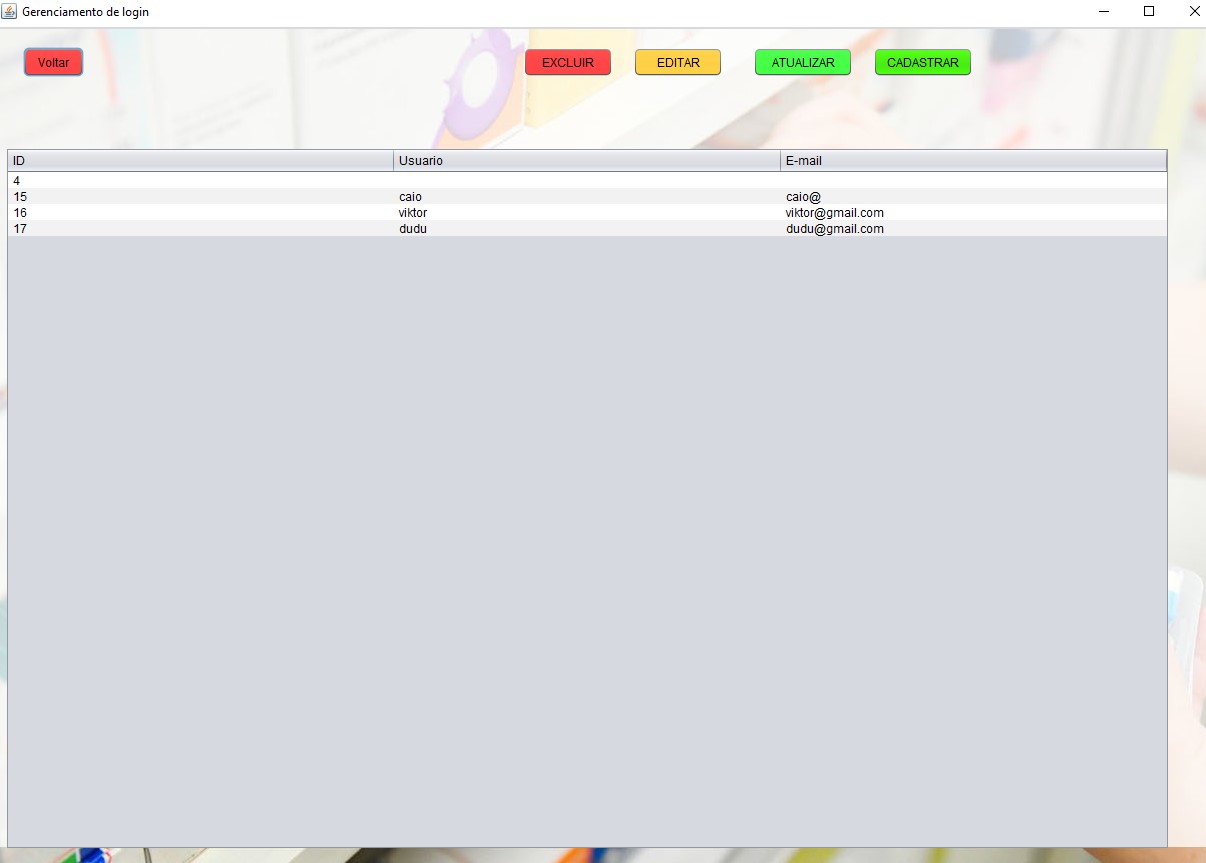 Gerenciamento de login
Voltar EXCLUIR EDITAR ATUALIZAR CADASTRAR
ID Usuario E-mail
4
15 caio caio@
16 viktor viktor@gmail.com
17 dudu dudu@gmail.com